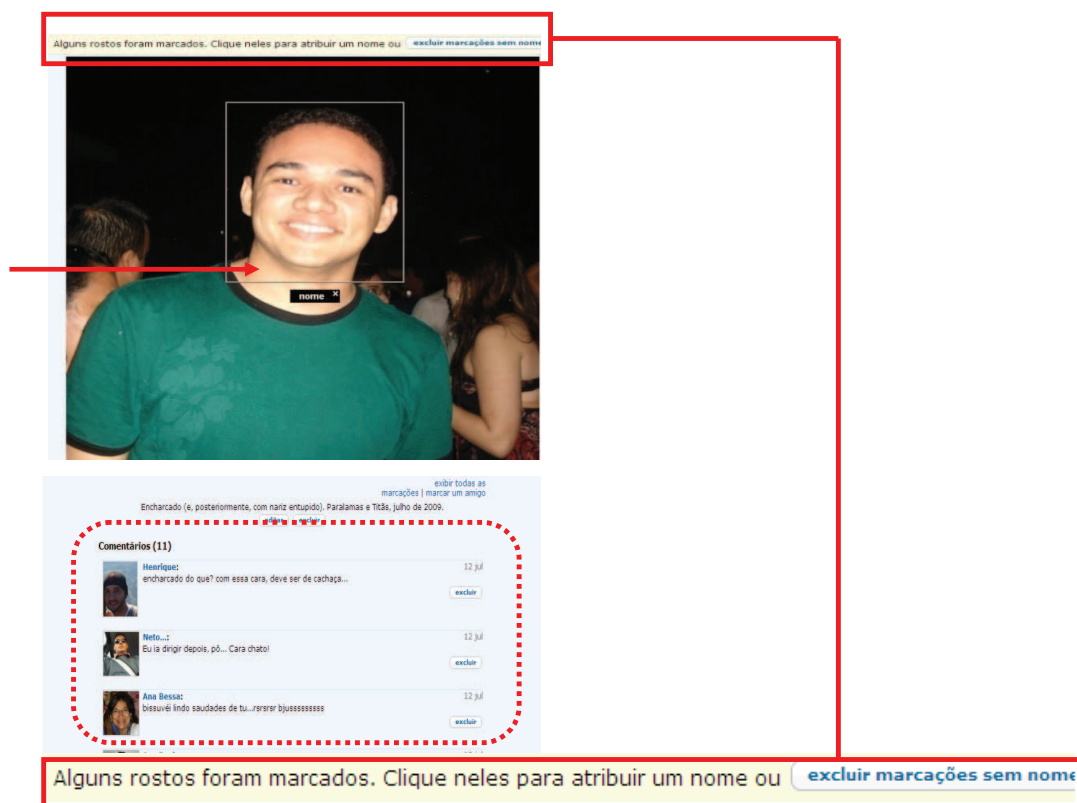 Alguns rostos foram marcados. Clique neles para atribuir um nome ou excluir marcações sem nome
nome x
exibir todas as
marcações | marcar um amigo
Encharcado (e, posteriormente, com nariz entupido). Paralamas e Titãs, julho de 2009.
editar excluir
Comentários (11)
Henrique: 12 jul
encharcado do que? com essa cara, deve ser de cachaça...
excluir
Neto...: 12 jul
Eu ia dirigir depois, pô... Cara chato!
excluir
Ana Bessa: 12 jul
bissuvéi lindo saudades de tu...rsrsrsr bjusssssssss
excluir
Alguns rostos foram marcados. Clique neles para atribuir um nome ou excluir marcações sem nome